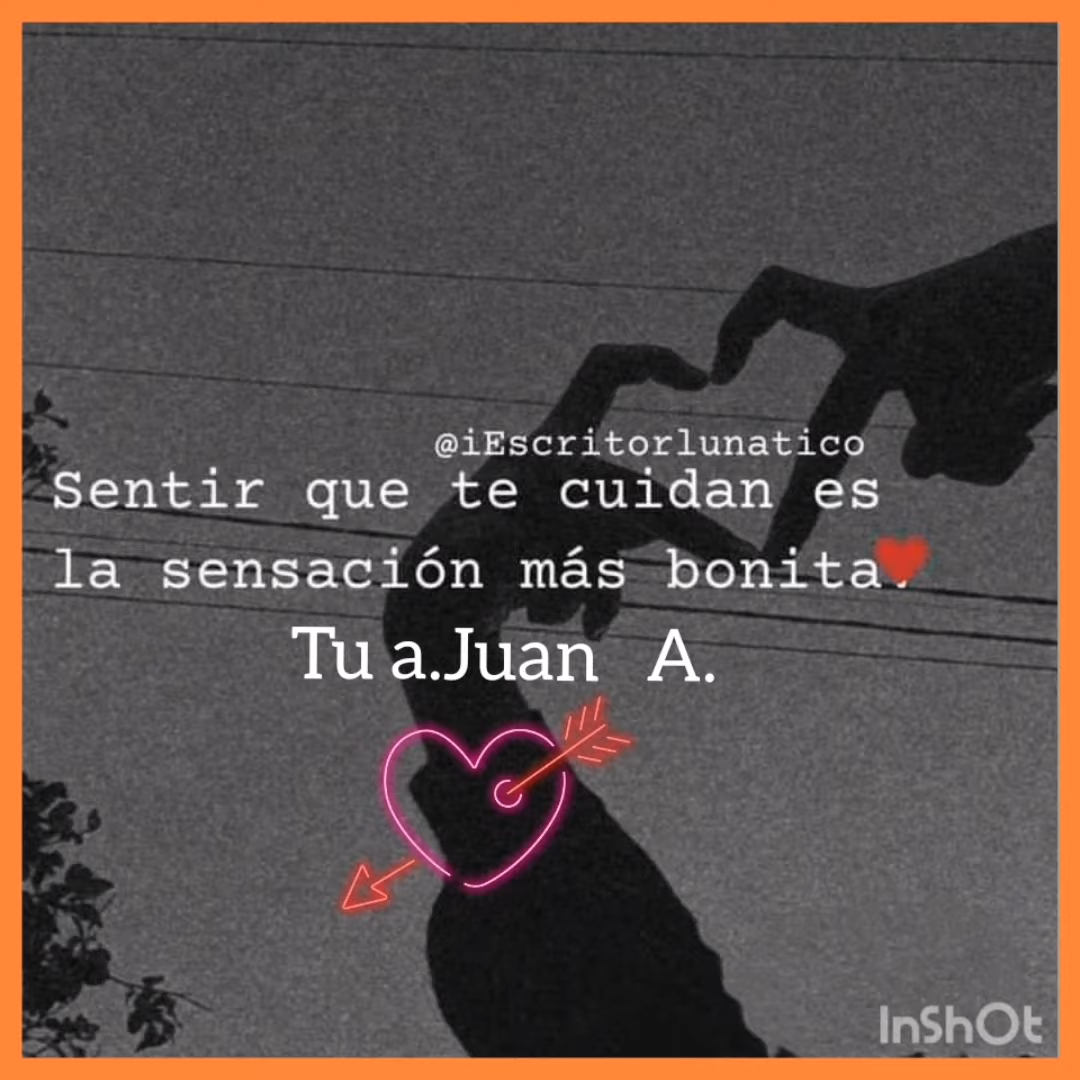 @iEscritorlunatico
Sentir que te cuidan es
la sensación más bonita.
Tu a.Juan A.
InShOt